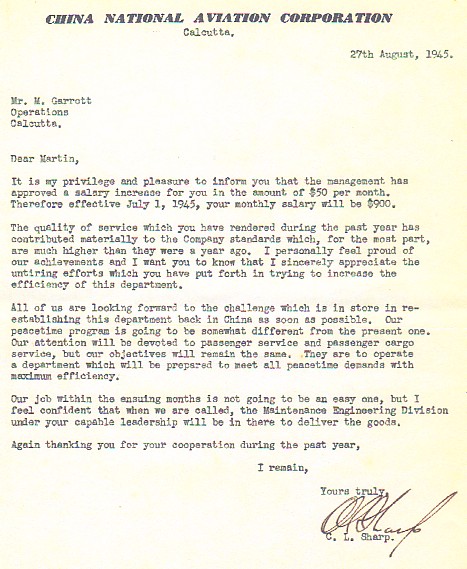 CHINA NATIONAL AVIATION CORPORATION
Calcutta.
27th August, 1945.
Mr. M. Garrott
Operations
Calcutta.
Dear Martin,
It is my privilege and pleasure to inform you that the management has
approved a salary increase for you in the amount of $50 per month.
Therefore effective July 1, 1945, your monthly salary will be $900.
The quality of service which you have rendered during the past year has
contributed materially to the Company standards which, for the most part,
are much higher than they were a year ago.  I personally feel proud of
our achievements and I want you to know that I sincerely appreciate the
untiring efforts which you have put forth in trying to increase the
efficiency of this department.
All of us are looking forward to the challenge which is in store in re-
establishing this department back in China as soon as possible.  Our
peacetime program is going to be somewhat different from the present one.
Our attention will be devoted to passenger service and passenger cargo
service, but our objectives will remain the same.  They are to operate
a department which will be prepared to meet all peacetime demands with
maximum efficiency.
Our job within the ensuing months is not going to be an easy one, but I
feel confident that when we are called, the Maintenance Engineering Division
under your capable leadership will be in there to deliver the goods.
Again thanking you for your cooperation during the past year,
I remain,
Yours truly,
C L Sharp
C. L. Sharp.